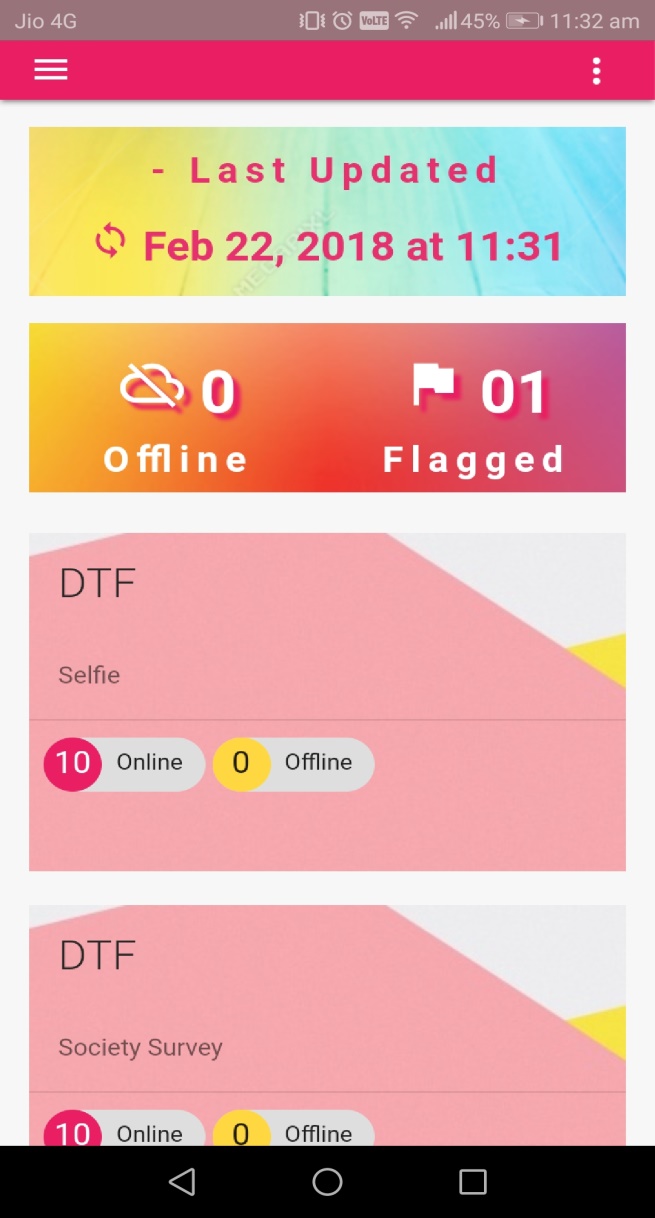 Jio 4G VoLTE 45% 11:32 am
- Last Updated
Feb 22, 2018 at 11:31
0 01
Offline Flagged
DTF
Selfie
10 Online 0 Offline
DTF
Society Survey
10 Online 0 Offline